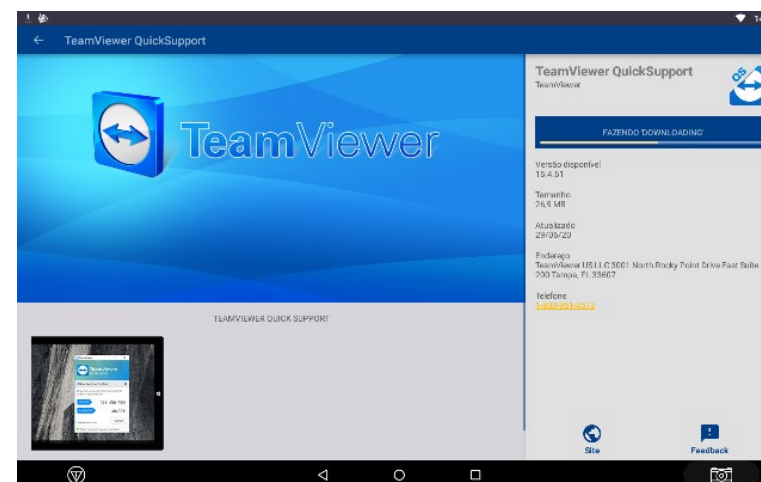 TeamViewer QuickSupport
TeamViewer
TEAMVIEWER QUICK SUPPORT
TeamViewer QuickSupport
TeamViewer
FAZENDO 'DOWNLOADING'
Versão disponível
15.4.61
Tamanho
26,9 MB
Atualizado
29/06/20
Endereço
TeamViewer US LLC 3001 North Rocky Point Drive East Suite
200 Tampa, FL 33607
Telefone
Site
Feedback